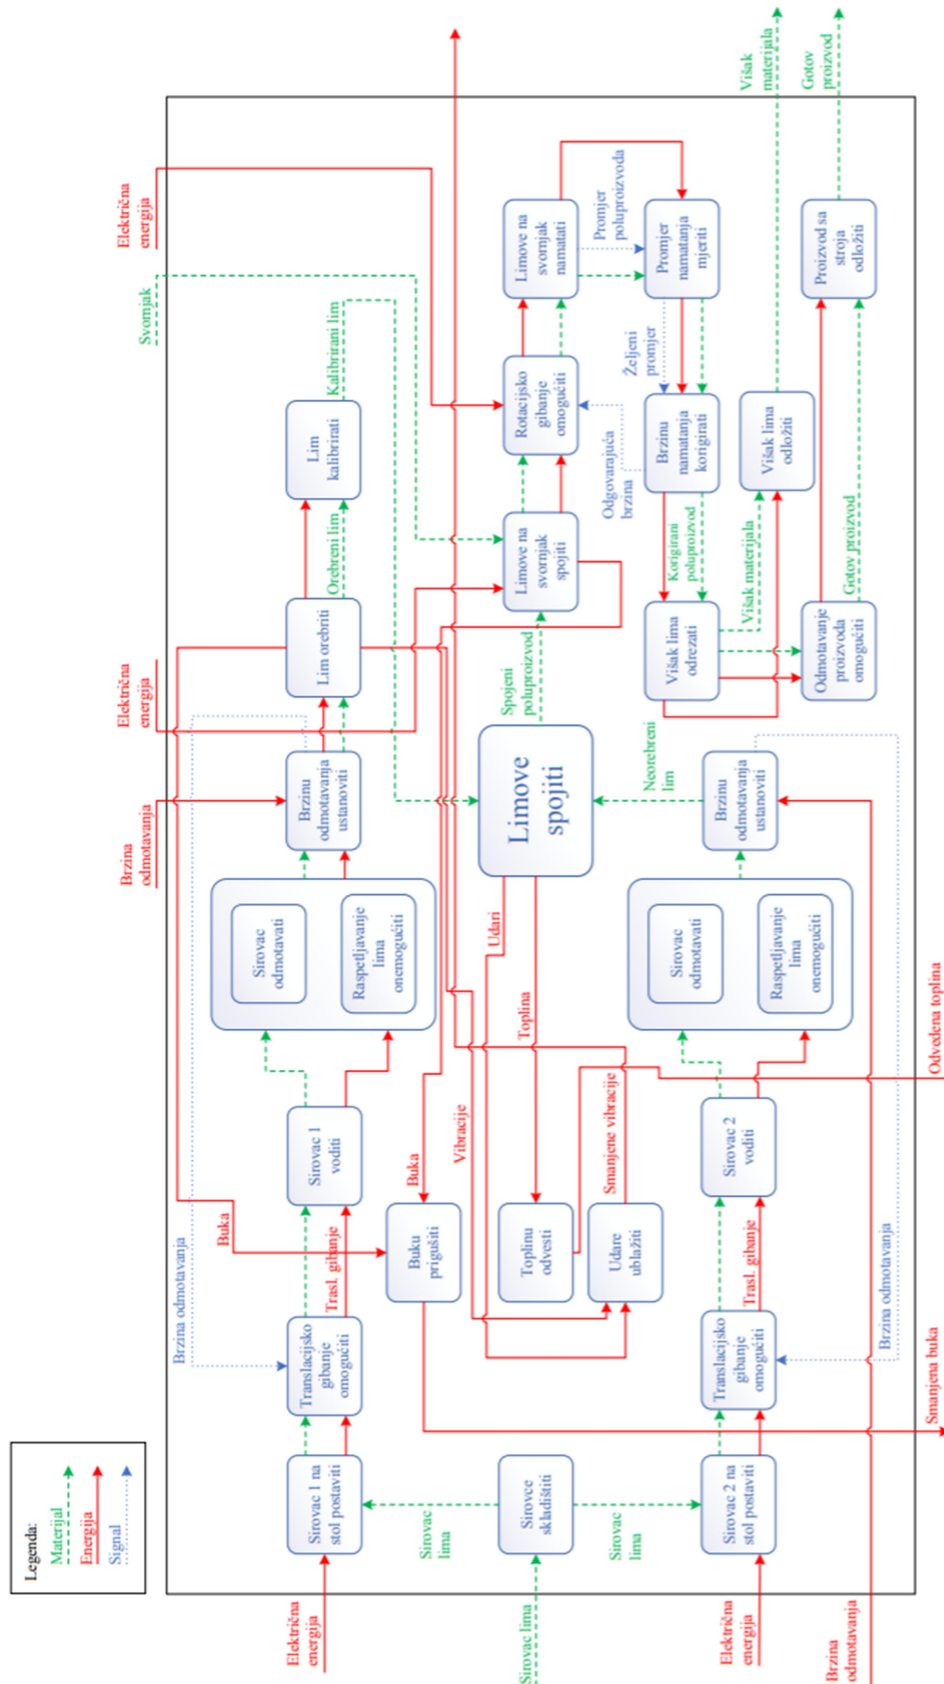 Legenda:
Materijal
Energija
Signal
Električna
energija
Sirovac lima
Električna
energija
Brzina
odmotavanja
Sirovac 1 na
stol postaviti
Sirovac
lima
Sirovce
skladištiti
Sirovac
lima
Sirovac 2 na
stol postaviti
Brzina odmotavanja
Translacijsko
gibanje
omogućiti
Trasl. gibanje
Buka
Buku
prigušiti
Buka
Smanjena buka
Sirovac 1
voditi
Toplinu
odvesti
Udare
ublažiti
Vibracije
Smanjene vibracije
Toplina
Udari
Odvedena toplina
Translacijsko
gibanje
omogućiti
Trasl. gibanje
Brzina odmotavanja
Sirovac 2
voditi
Sirovac
odmotavati
Raspetljavanje
lima
onemogućiti
Sirovac
odmotavati
Raspetljavanje
lima
onemogućiti
Brzina
odmotavanja
Brzinu
odmotavanja
ustanoviti
Limove
spojiti
Neorebreni
lim
Brzinu
odmotavanja
ustanoviti
Električna
energija
Lim orebriti
Orebreni lim
Lim
kalibrirati
Kalibrirani lim
Spojeni
poluproizvod
Svornjak
Limove na
svornjak
spojiti
Električna
energija
Rotacijsko
gibanje
omogućiti
Limove na
svornjak
namatati
Promjer
poluproizvoda
Promjer
namatanja
mjeriti
Željeni
promjer
Brzinu
namatanja
korigirati
Odgovarajuća
brzina
Korigirani
poluproizvod
Višak lima
odrezati
Višak materijala
Višak lima
odložiti
Odmotavanje
proizvoda
omogućiti
Gotov proizvod
Proizvod sa
stroja
odložiti
Višak
materijala
Gotov
proizvod